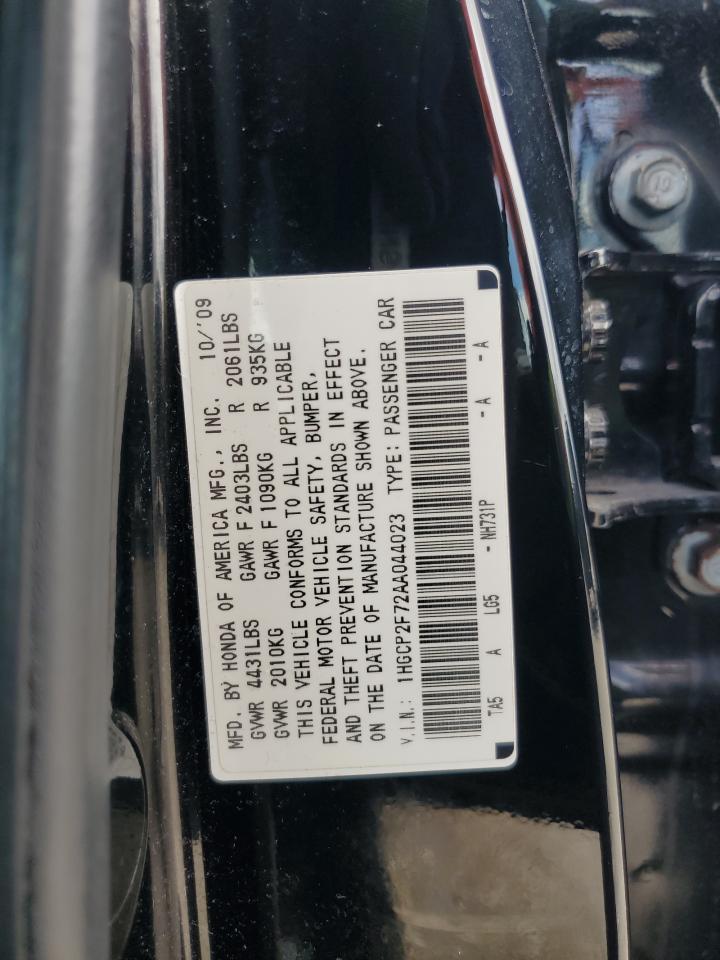 MFD. BY HONDA OF AMERICA MFG., INC. 10/'09
GVWR 4431LBS GAWR F 2403LBS R 2061LBS
GVWR 2010KG GAWR F 1090KG R 935KG
THIS VEHICLE CONFORMS TO ALL APPLICABLE
FEDERAL MOTOR VEHICLE SAFETY, BUMPER,
AND THEFT PREVENTION STANDARDS IN EFFECT
ON THE DATE OF MANUFACTURE SHOWN ABOVE.
V.I.N.: 1HGCP2F72AA044023 TYPE: PASSENGER CAR
TA5 A LG5 - NH731P - A - A